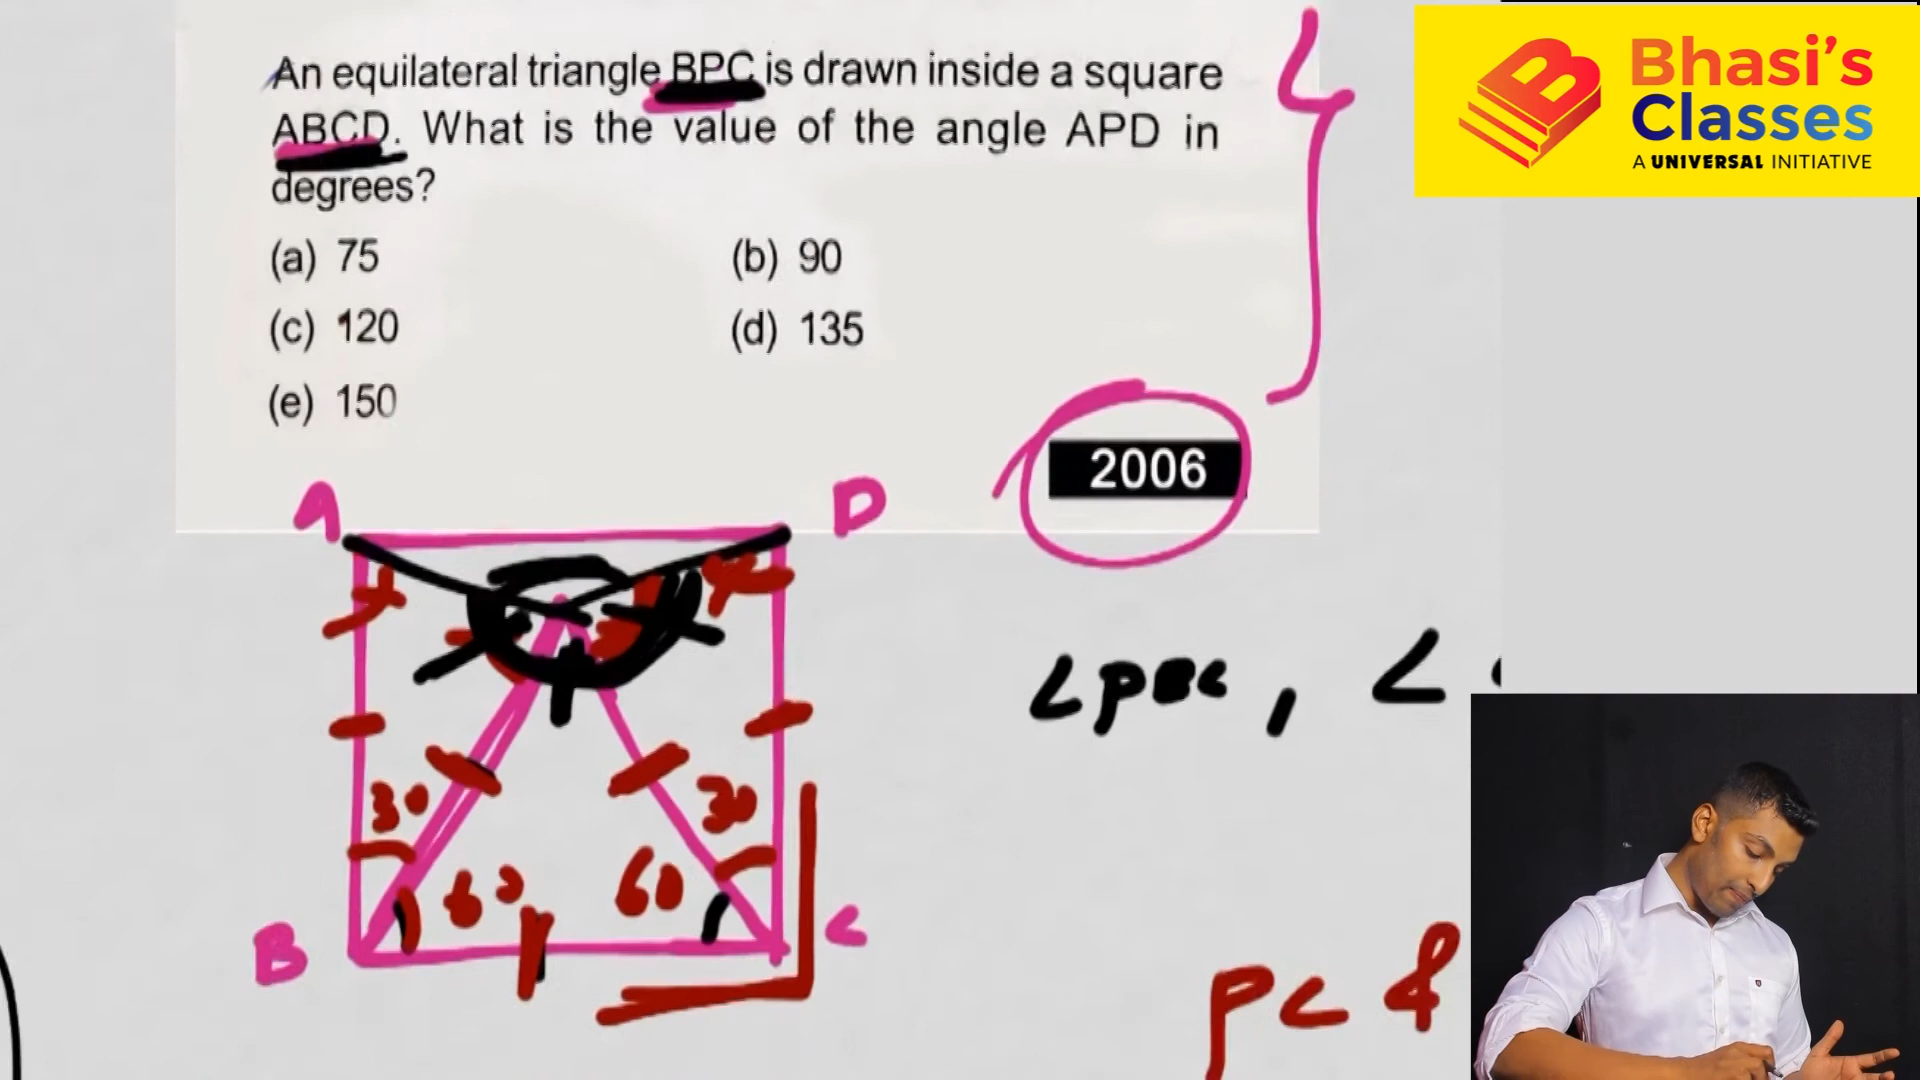 An equilateral triangle BPC is drawn inside a square
ABCD. What is the value of the angle APD in
degrees?
(a) 75
(b) 90
(c) 120
(d) 135
(e) 150
2006
Bhasi's
Classes
A UNIVERSAL INITIATIVE
A
D
30
30
60
60
B
C
PC &